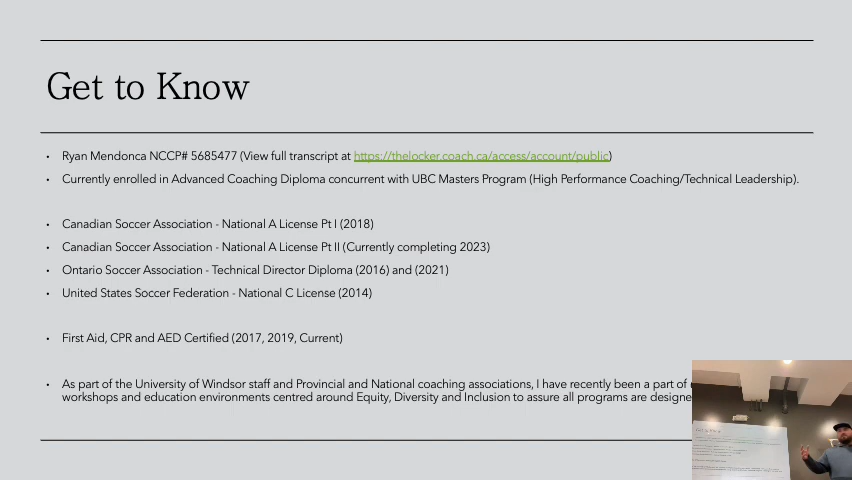 Get to Know
• Ryan Mendonca NCCP# 5685477 (View full transcript at https://thelocker.coach.ca/access/account/public)
• Currently enrolled in Advanced Coaching Diploma concurrent with UBC Masters Program (High Performance Coaching/Technical Leadership).
• Canadian Soccer Association - National A License Pt I (2018)
• Canadian Soccer Association - National A License Pt II (Currently completing 2023)
• Ontario Soccer Association - Technical Director Diploma (2016) and (2021)
• United States Soccer Federation - National C License (2014)
• First Aid, CPR and AED Certified (2017, 2019, Current)
• As part of the University of Windsor staff and Provincial and National coaching associations, I have recently been a part of
workshops and education environments centred around Equity, Diversity and Inclusion to assure all programs are designe